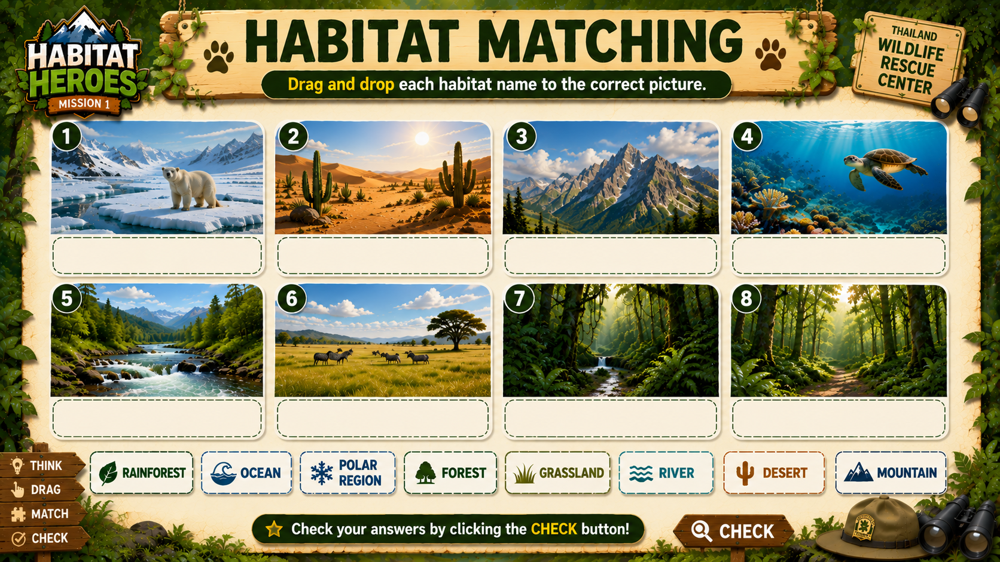 HABITAT
HEROES
MISSION 1
HABITAT MATCHING
Drag and drop each habitat name to the correct picture.
THAILAND
WILDLIFE
RESCUE
CENTER
1
2
3
4
5
6
7
8
THINK
DRAG
MATCH
CHECK
RAINFOREST
OCEAN
POLAR
REGION
FOREST
GRASSLAND
RIVER
DESERT
MOUNTAIN
Check your answers by clicking the CHECK button!
CHECK